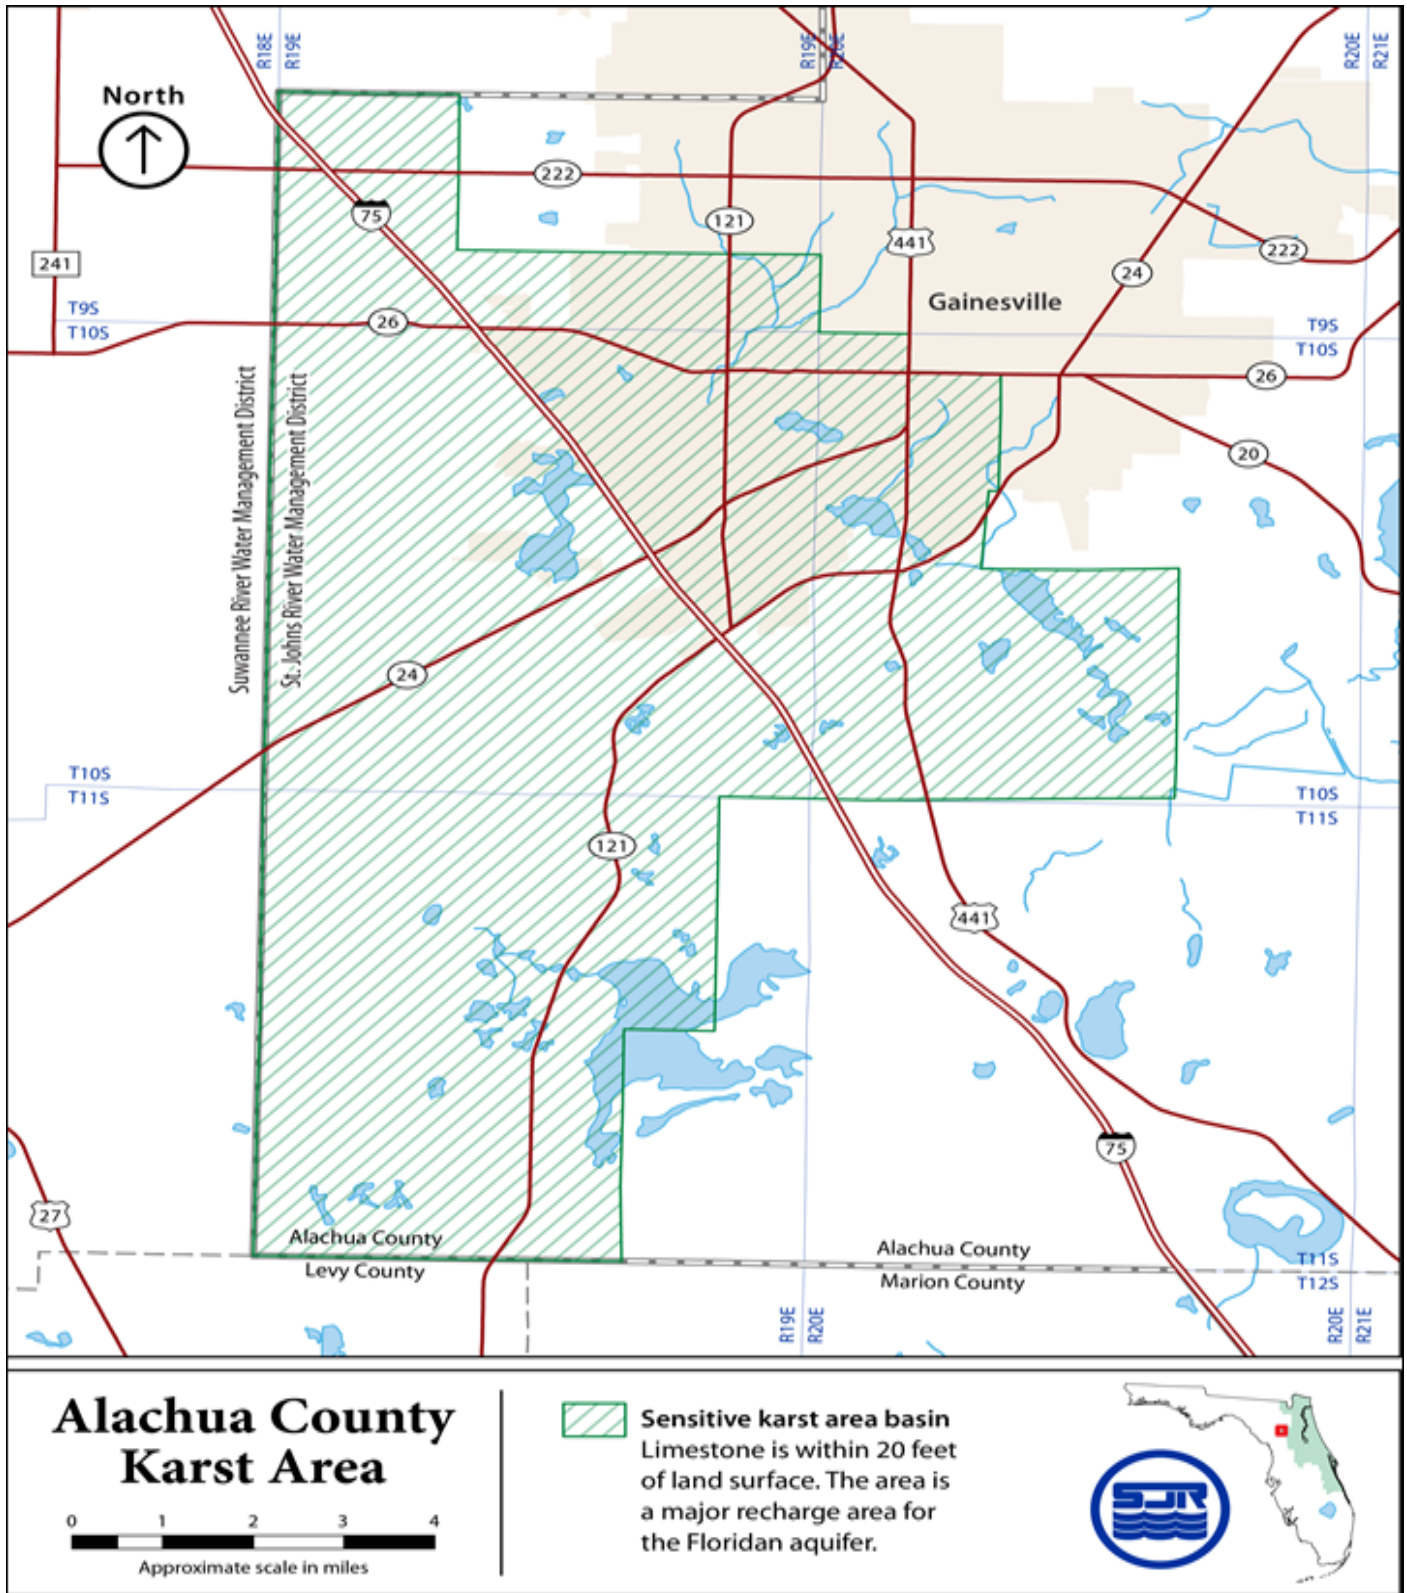 R18E
R19E
R19E
R20E
R20E
R21E
North
222
75
121
441
241
222
24
Gainesville
T9S
T10S
26
T9S
T10S
26
20
Suwannee River Water Management District
St. Johns River Water Management District
24
T10S
T11S
T10S
T11S
121
441
75
27
Alachua County
Levy County
Alachua County
Marion County
T11S
T12S
R19E
R20E
R20E
R21E
Alachua County
Karst Area
0 1 2 3 4
Approximate scale in miles
Sensitive karst area basin
Limestone is within 20 feet
of land surface. The area is
a major recharge area for
the Floridan aquifer.
SJR